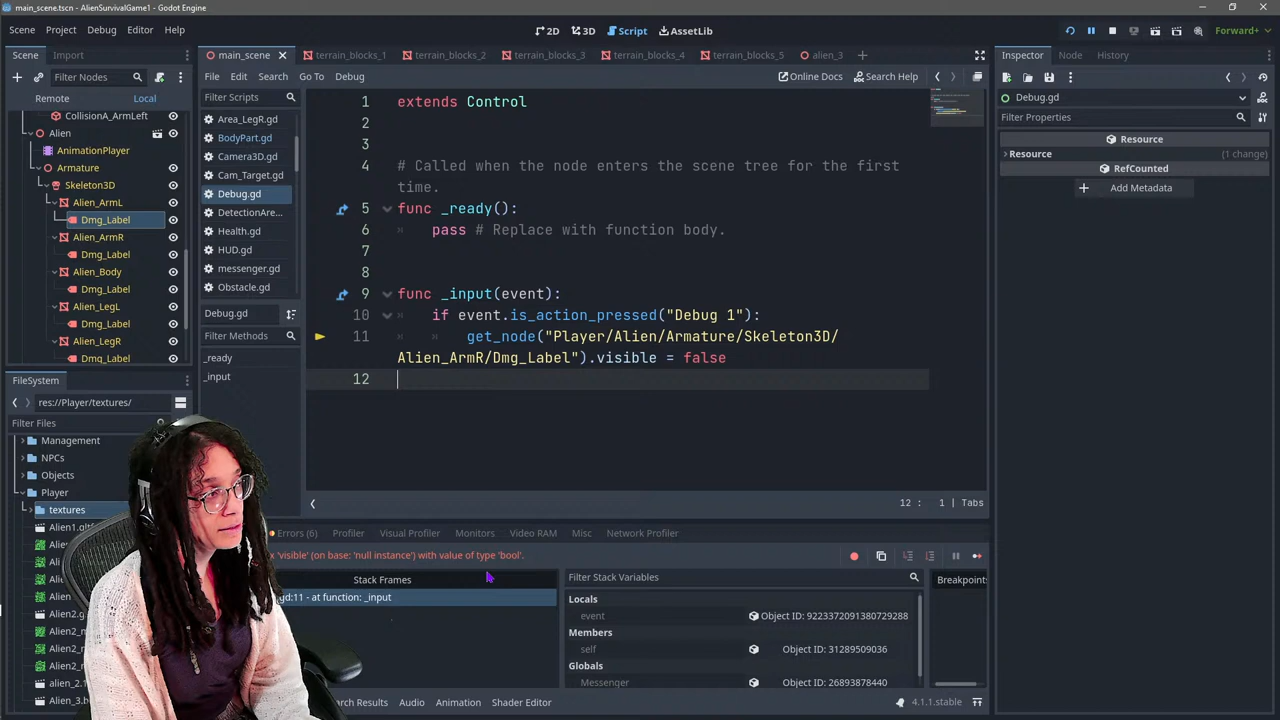 main_scene.tscn - AlienSurvivalGame1 - Godot Engine
Scene Project Debug Editor Help
2D 3D Script AssetLib
Forward+
Scene Import
main_scene terrain_blocks_1 terrain_blocks_2 terrain_blocks_3 terrain_blocks_4 terrain_blocks_5 alien_3
Inspector Node History
Filter Nodes
File Edit Search Go To Debug
Online Docs Search Help
Remote Local
Filter Scripts
Debug.gd
Filter Properties
Resource
Resource (1 change)
RefCounted
Add Metadata
CollisionA_ArmLeft
Alien
AnimationPlayer
Armature
Skeleton3D
Alien_ArmL
Dmg_Label
Alien_ArmR
Dmg_Label
Alien_Body
Dmg_Label
Alien_LegL
Dmg_Label
Alien_LegR
Dmg_Label
Area_LegR.gd
BodyPart.gd
Camera3D.gd
Cam_Target.gd
Debug.gd
DetectionAre...
Health.gd
HUD.gd
messenger.gd
Obstacle.gd
Debug.gd
Filter Methods
_ready
_input
1 extends Control
2
3
4 # Called when the node enters the scene tree for the first
time.
5 func _ready():
6 pass # Replace with function body.
7
8
9 func _input(event):
10 if event.is_action_pressed("Debug 1"):
11 get_node("Player/Alien/Armature/Skeleton3D/
Alien_ArmR/Dmg_Label").visible = false
12
12 : 1 | Tabs
FileSystem
res://Player/textures/
Filter Files
Management
NPCs
Objects
Player
textures
Alien1.gltf
Alien2.g
Alien2_
Alien2_
Alien2_
alien_2.
Alien_3.
Errors (6) Profiler Visual Profiler Monitors Video RAM Misc Network Profiler
'visible' (on base: 'null instance') with value of type 'bool'.
Stack Frames
gd:11 - at function: _input
Filter Stack Variables
Breakpoints
Locals
event Object ID: 9223372091380729288
Members
self Object ID: 31289509036
Globals
Messenger Object ID: 26893878440
Results Audio Animation Shader Editor
4.1.1.stable